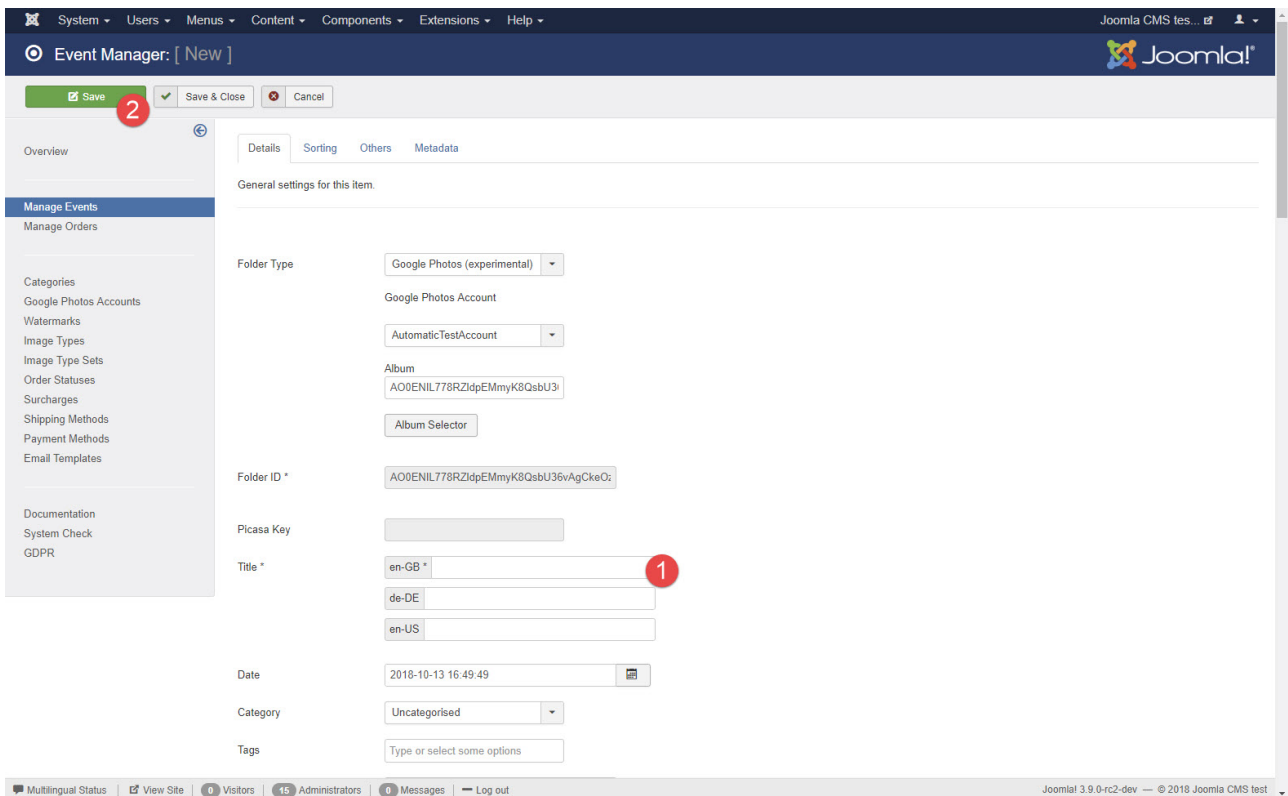 System Users Menus Content Components Extensions Help Joomla CMS tes...
Event Manager: [ New ] Joomla!®
Save 2 Save & Close Cancel
Overview
Manage Events
Manage Orders
Categories
Google Photos Accounts
Watermarks
Image Types
Image Type Sets
Order Statuses
Surcharges
Shipping Methods
Payment Methods
Email Templates
Documentation
System Check
GDPR
Details Sorting Others Metadata
General settings for this item.
Folder Type Google Photos (experimental)
Google Photos Account
AutomaticTestAccount
Album
AO0ENIL778RZldpEMmyK8QsbU3
Album Selector
Folder ID * AO0ENIL778RZldpEMmyK8QsbU36vAgCkeOz
Picasa Key
Title * en-GB * 1
de-DE
en-US
Date 2018-10-13 16:49:49
Category Uncategorised
Tags Type or select some options
Multilingual Status View Site 0 Visitors 15 Administrators 0 Messages Log out Joomla! 3.9.0-rc2-dev — © 2018 Joomla CMS test